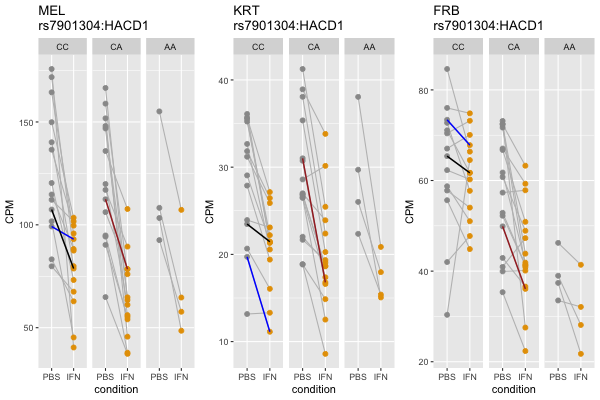 MEL
rs7901304:HACD1
CC CA AA
CPM
150
100
50
PBS IFN PBS IFN PBS IFN
condition
KRT
rs7901304:HACD1
CC CA AA
CPM
40
30
20
10
PBS IFN PBS IFN PBS IFN
condition
FRB
rs7901304:HACD1
CC CA AA
CPM
80
60
40
20
PBS IFN PBS IFN PBS IFN
condition